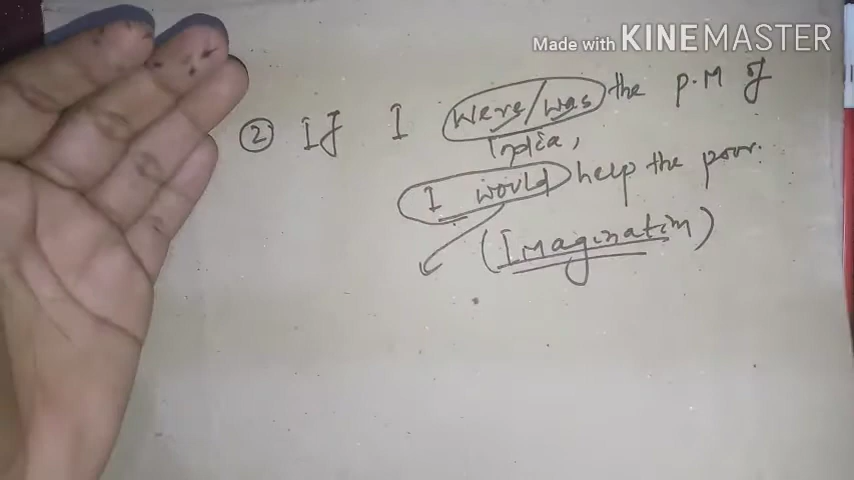 Made with KINEMASTER
② If I were/was the P.M of
India,
I would help the poor.
(Imagination)